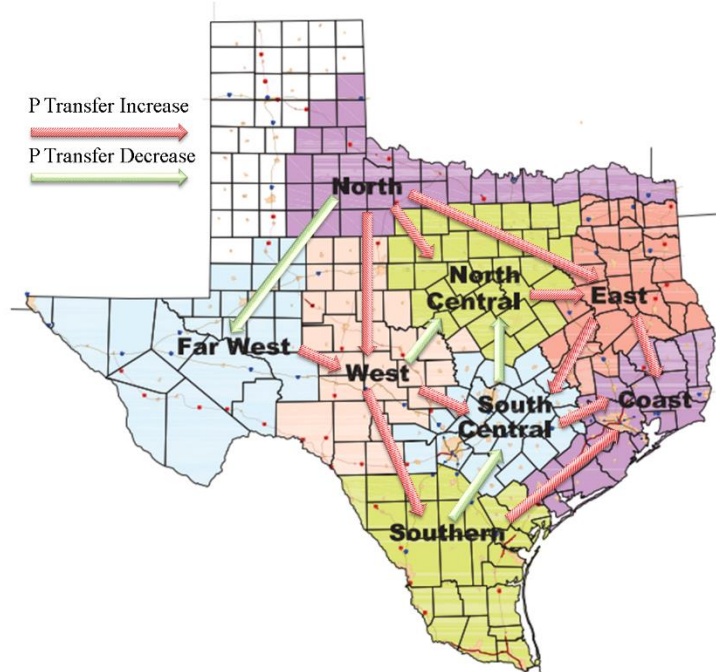 P Transfer Increase
P Transfer Decrease
North
North
Central
East
Far West
West
South
Central
Coast
Southern